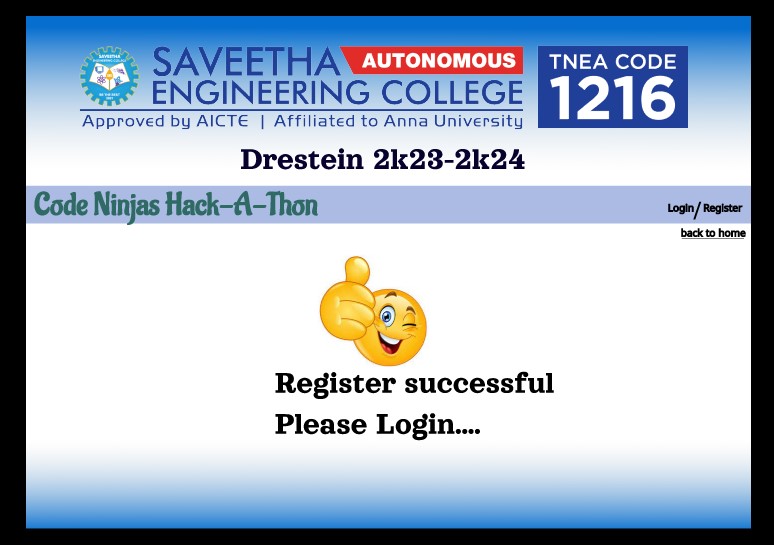 SAVEETHA AUTONOMOUS
ENGINEERING COLLEGE
Approved by AICTE | Affiliated to Anna University
TNEA CODE
1216
Drestein 2k23-2k24
Code Ninjas Hack-A-Thon
Login/ Register
back to home
Register successful
Please Login....